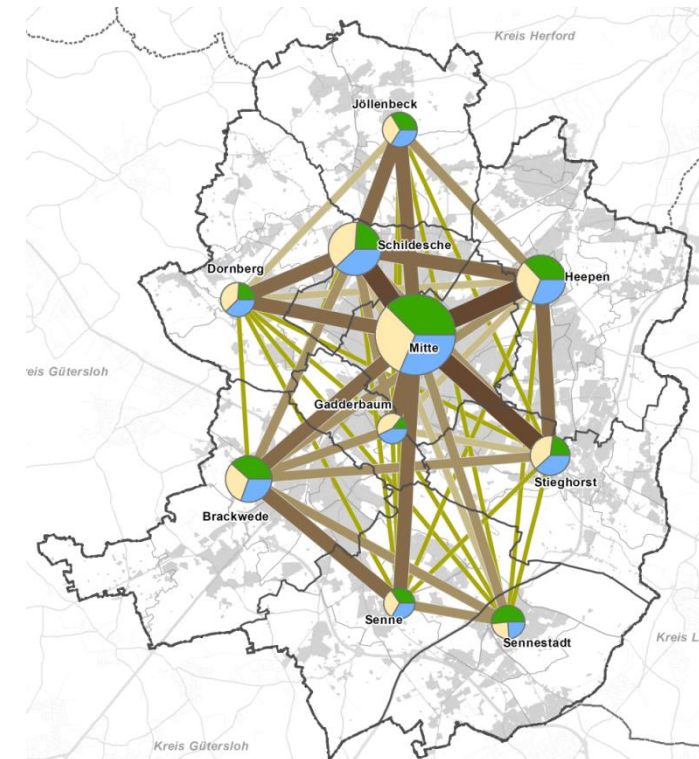 Kreis Herford
Jöllenbeck
Schildesche
Dornberg
Heepen
Mitte
eis Gütersloh
Gadderbaum
Stieghorst
Brackwede
Senne
Sennestadt
Kreis L
Kreis Gütersloh